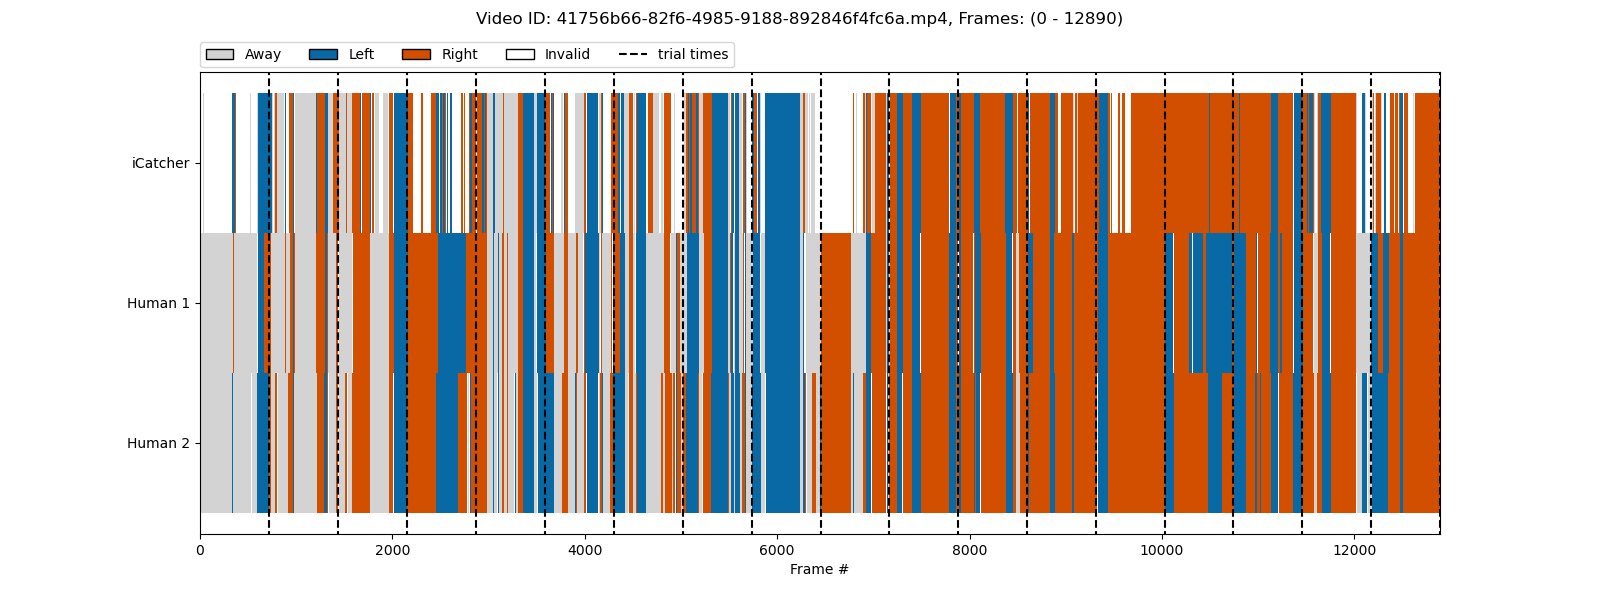 Video ID: 41756b66-82f6-4985-9188-892846f4fc6a.mp4, Frames: (0 - 12890)
Away Left Right Invalid trial times
iCatcher
Human 1
Human 2
0 2000 4000 6000 8000 10000 12000
Frame #